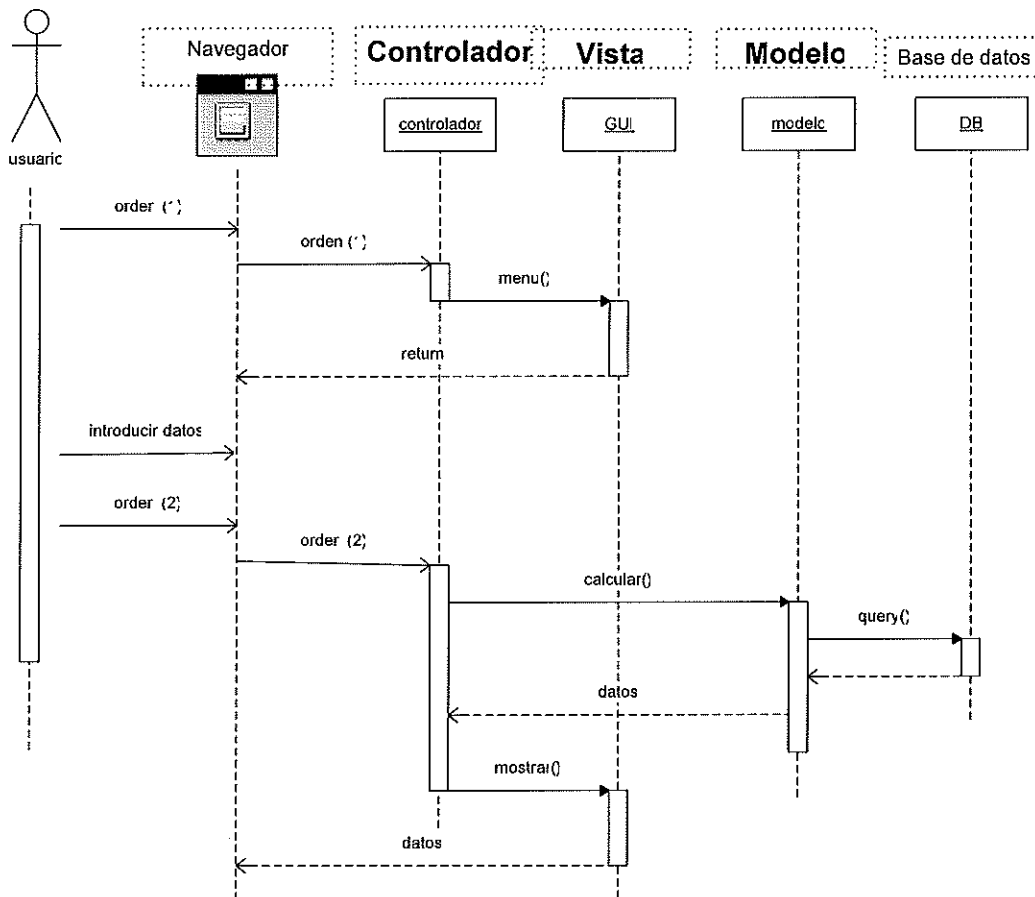 Navegador
Controlador
Vista
Modelo
Base de datos
controlador
GUI
modelo
DB
usuario
order (1)
orden (1)
menu()
return
introducir datos
order (2)
order (2)
calcular()
query()
datos
mostrar()
datos